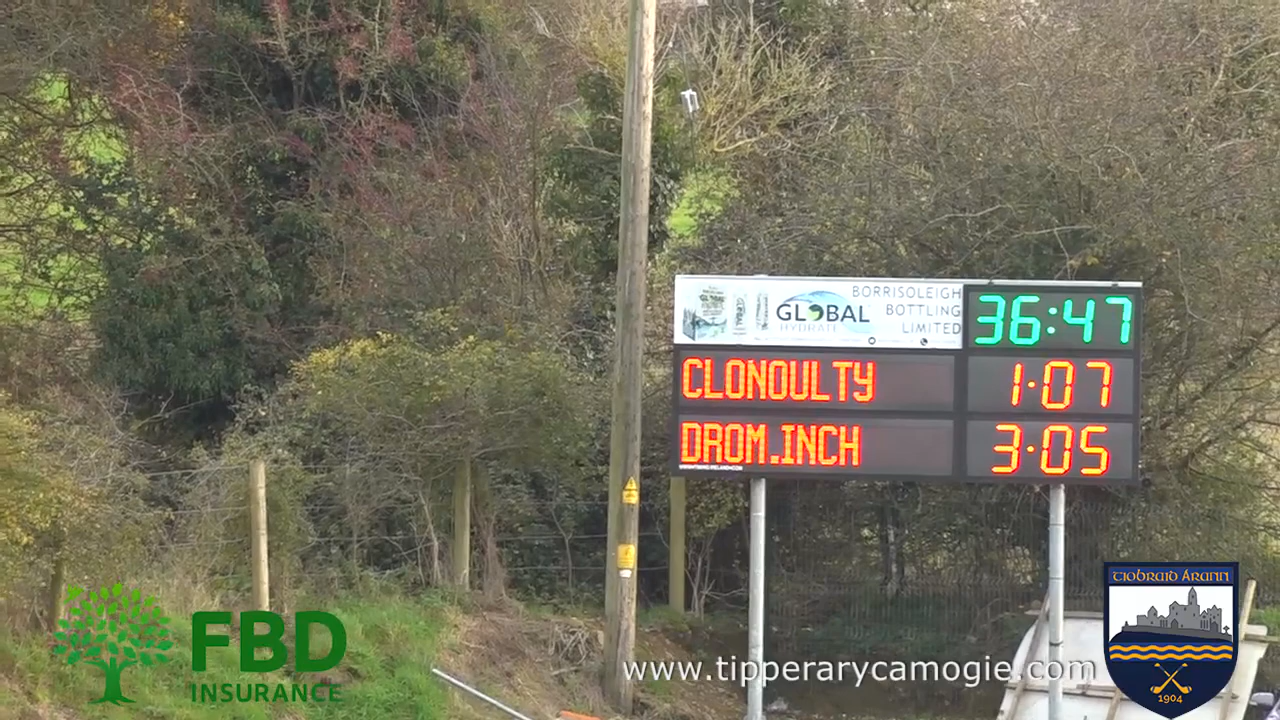 GLOBAL
HYDRATE
BORRISOLEIGH
BOTTLING
LIMITED
36:47
CLONOULTY 1·07
DROM.INCH 3·05
FBD
INSURANCE
www.tipperarycamogie.com
Tiobraid Árann
1904